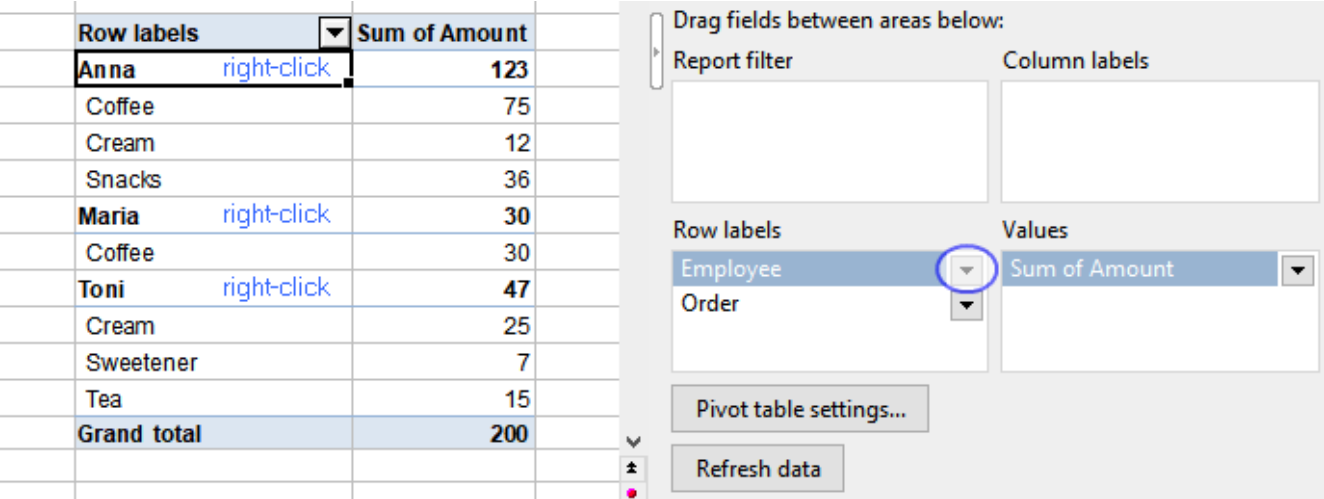 Row labels Sum of Amount
Anna right-click 123
Coffee 75
Cream 12
Snacks 36
Maria right-click 30
Coffee 30
Toni right-click 47
Cream 25
Sweetener 7
Tea 15
Grand total 200
Drag fields between areas below:
Report filter Column labels
Row labels Values
Employee Sum of Amount
Order
Pivot table settings...
Refresh data